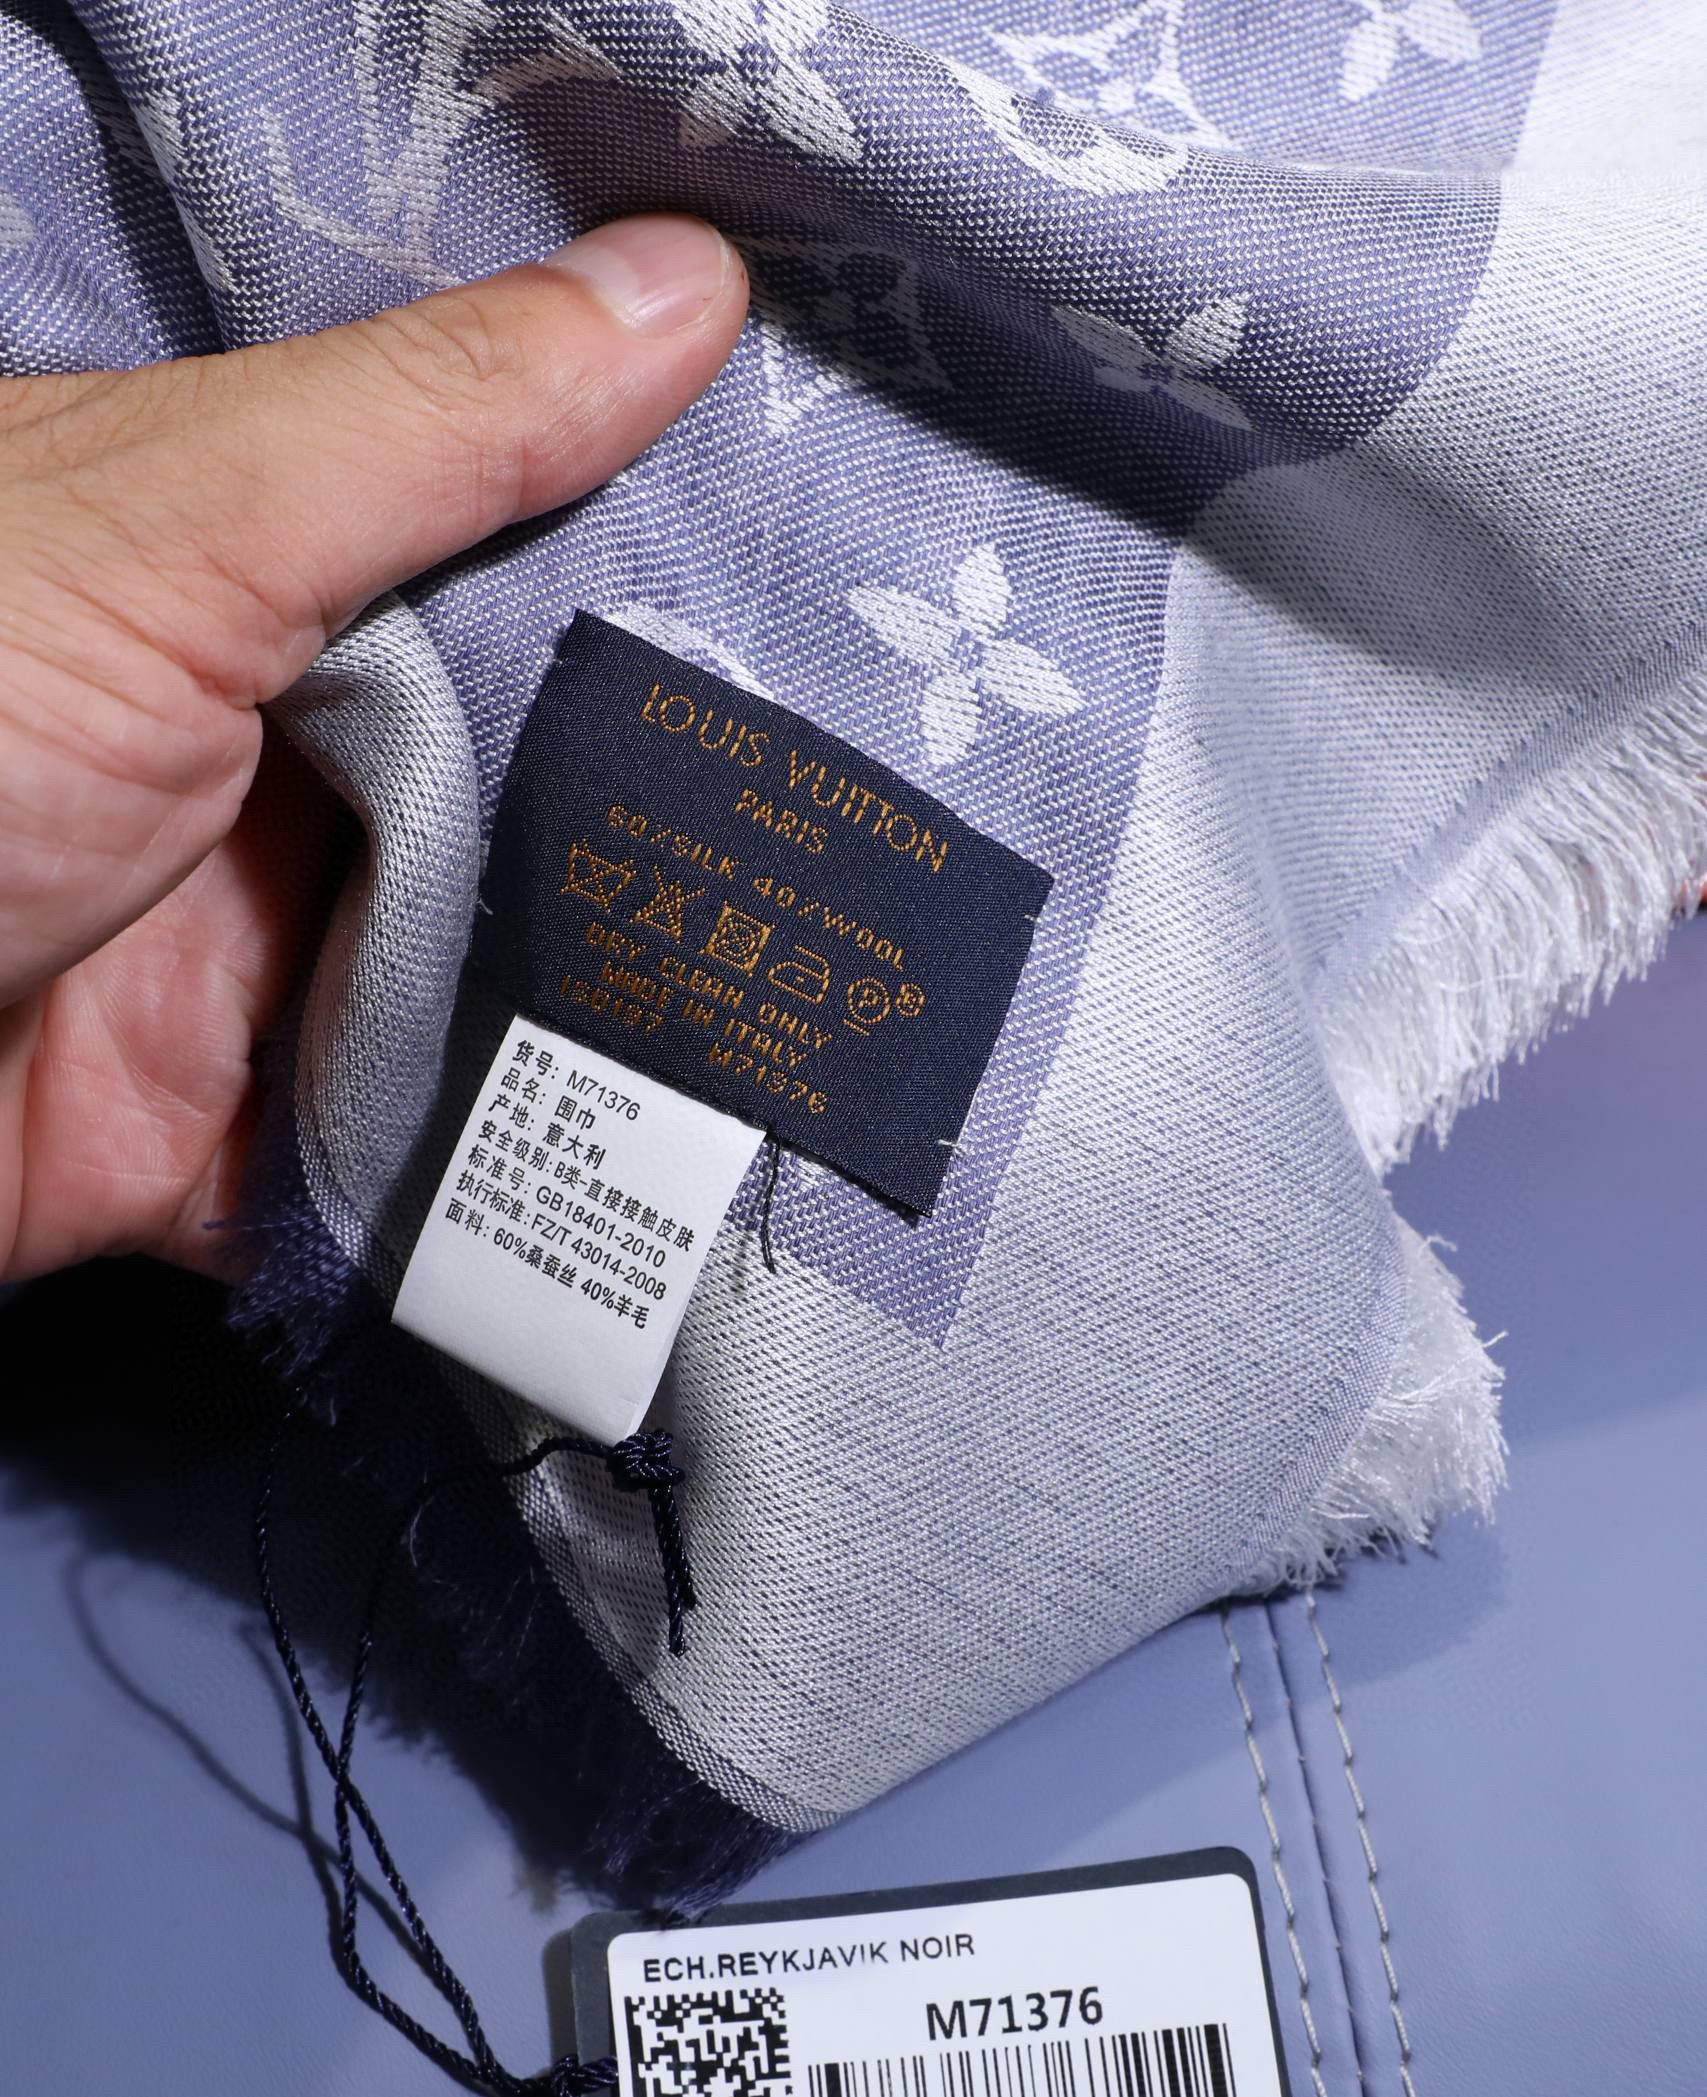 LOUIS VUITTON
PARIS
60%SILK 40%WOOL
P
DRY CLEAN ONLY
MADE IN ITALY
M71376
货号: M71376
品名: 围巾
产地: 意大利
安全级别: B类-直接接触皮肤
标准号: GB18401-2010
执行标准: FZ/T 43014-2008
面料: 60%桑蚕丝 40%羊毛
ECH.REYKJAVIK NOIR
M71376